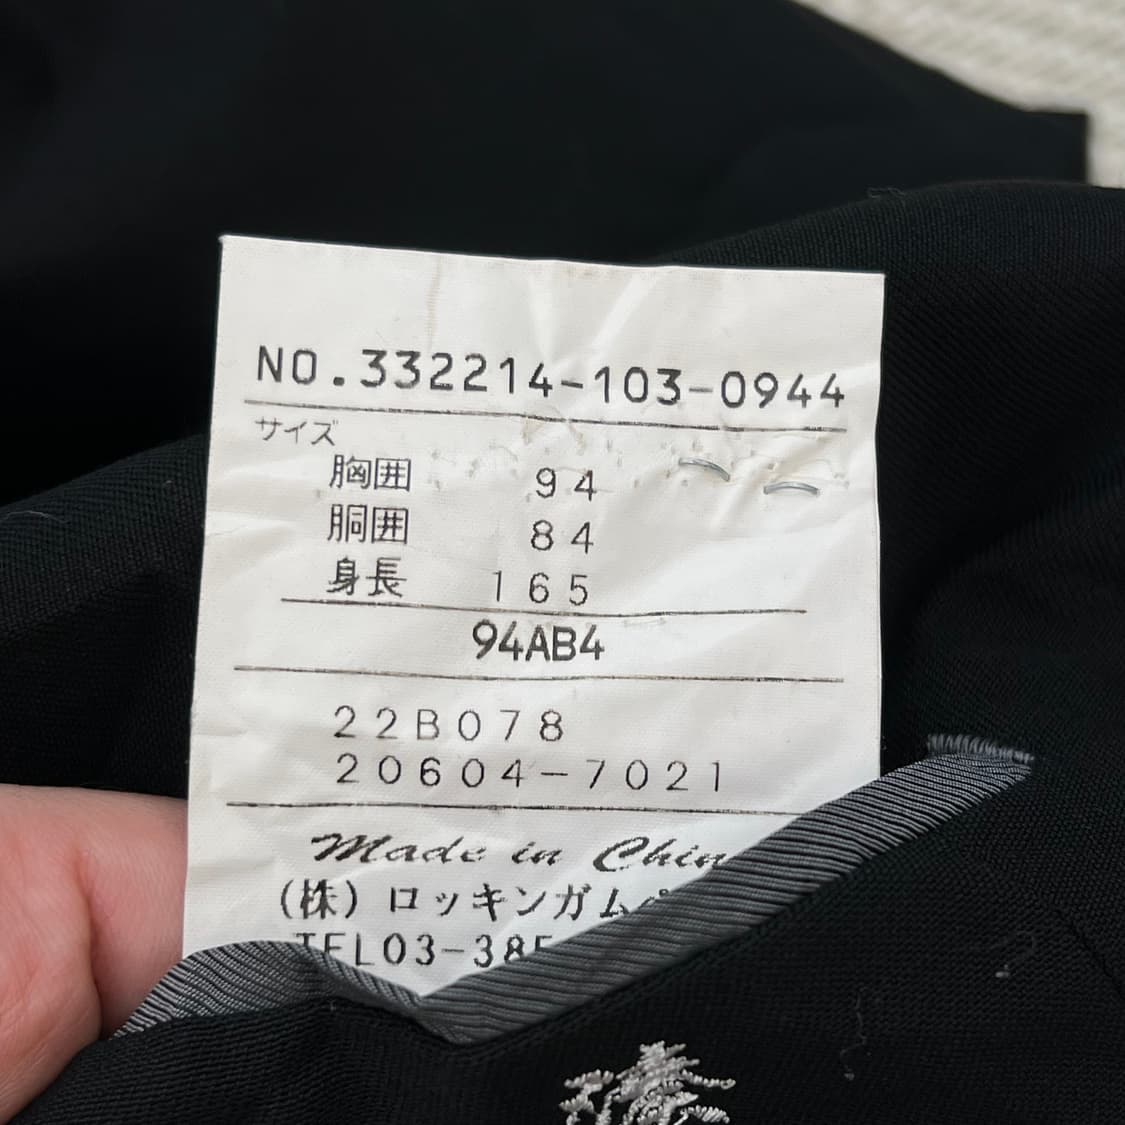 NO.332214-103-0944
サイズ
胸囲 94
胴囲 84
身長 165
94AB4
22B078
20604-7021
Made in Chin
(株)ロッキンガム
TEL03-385